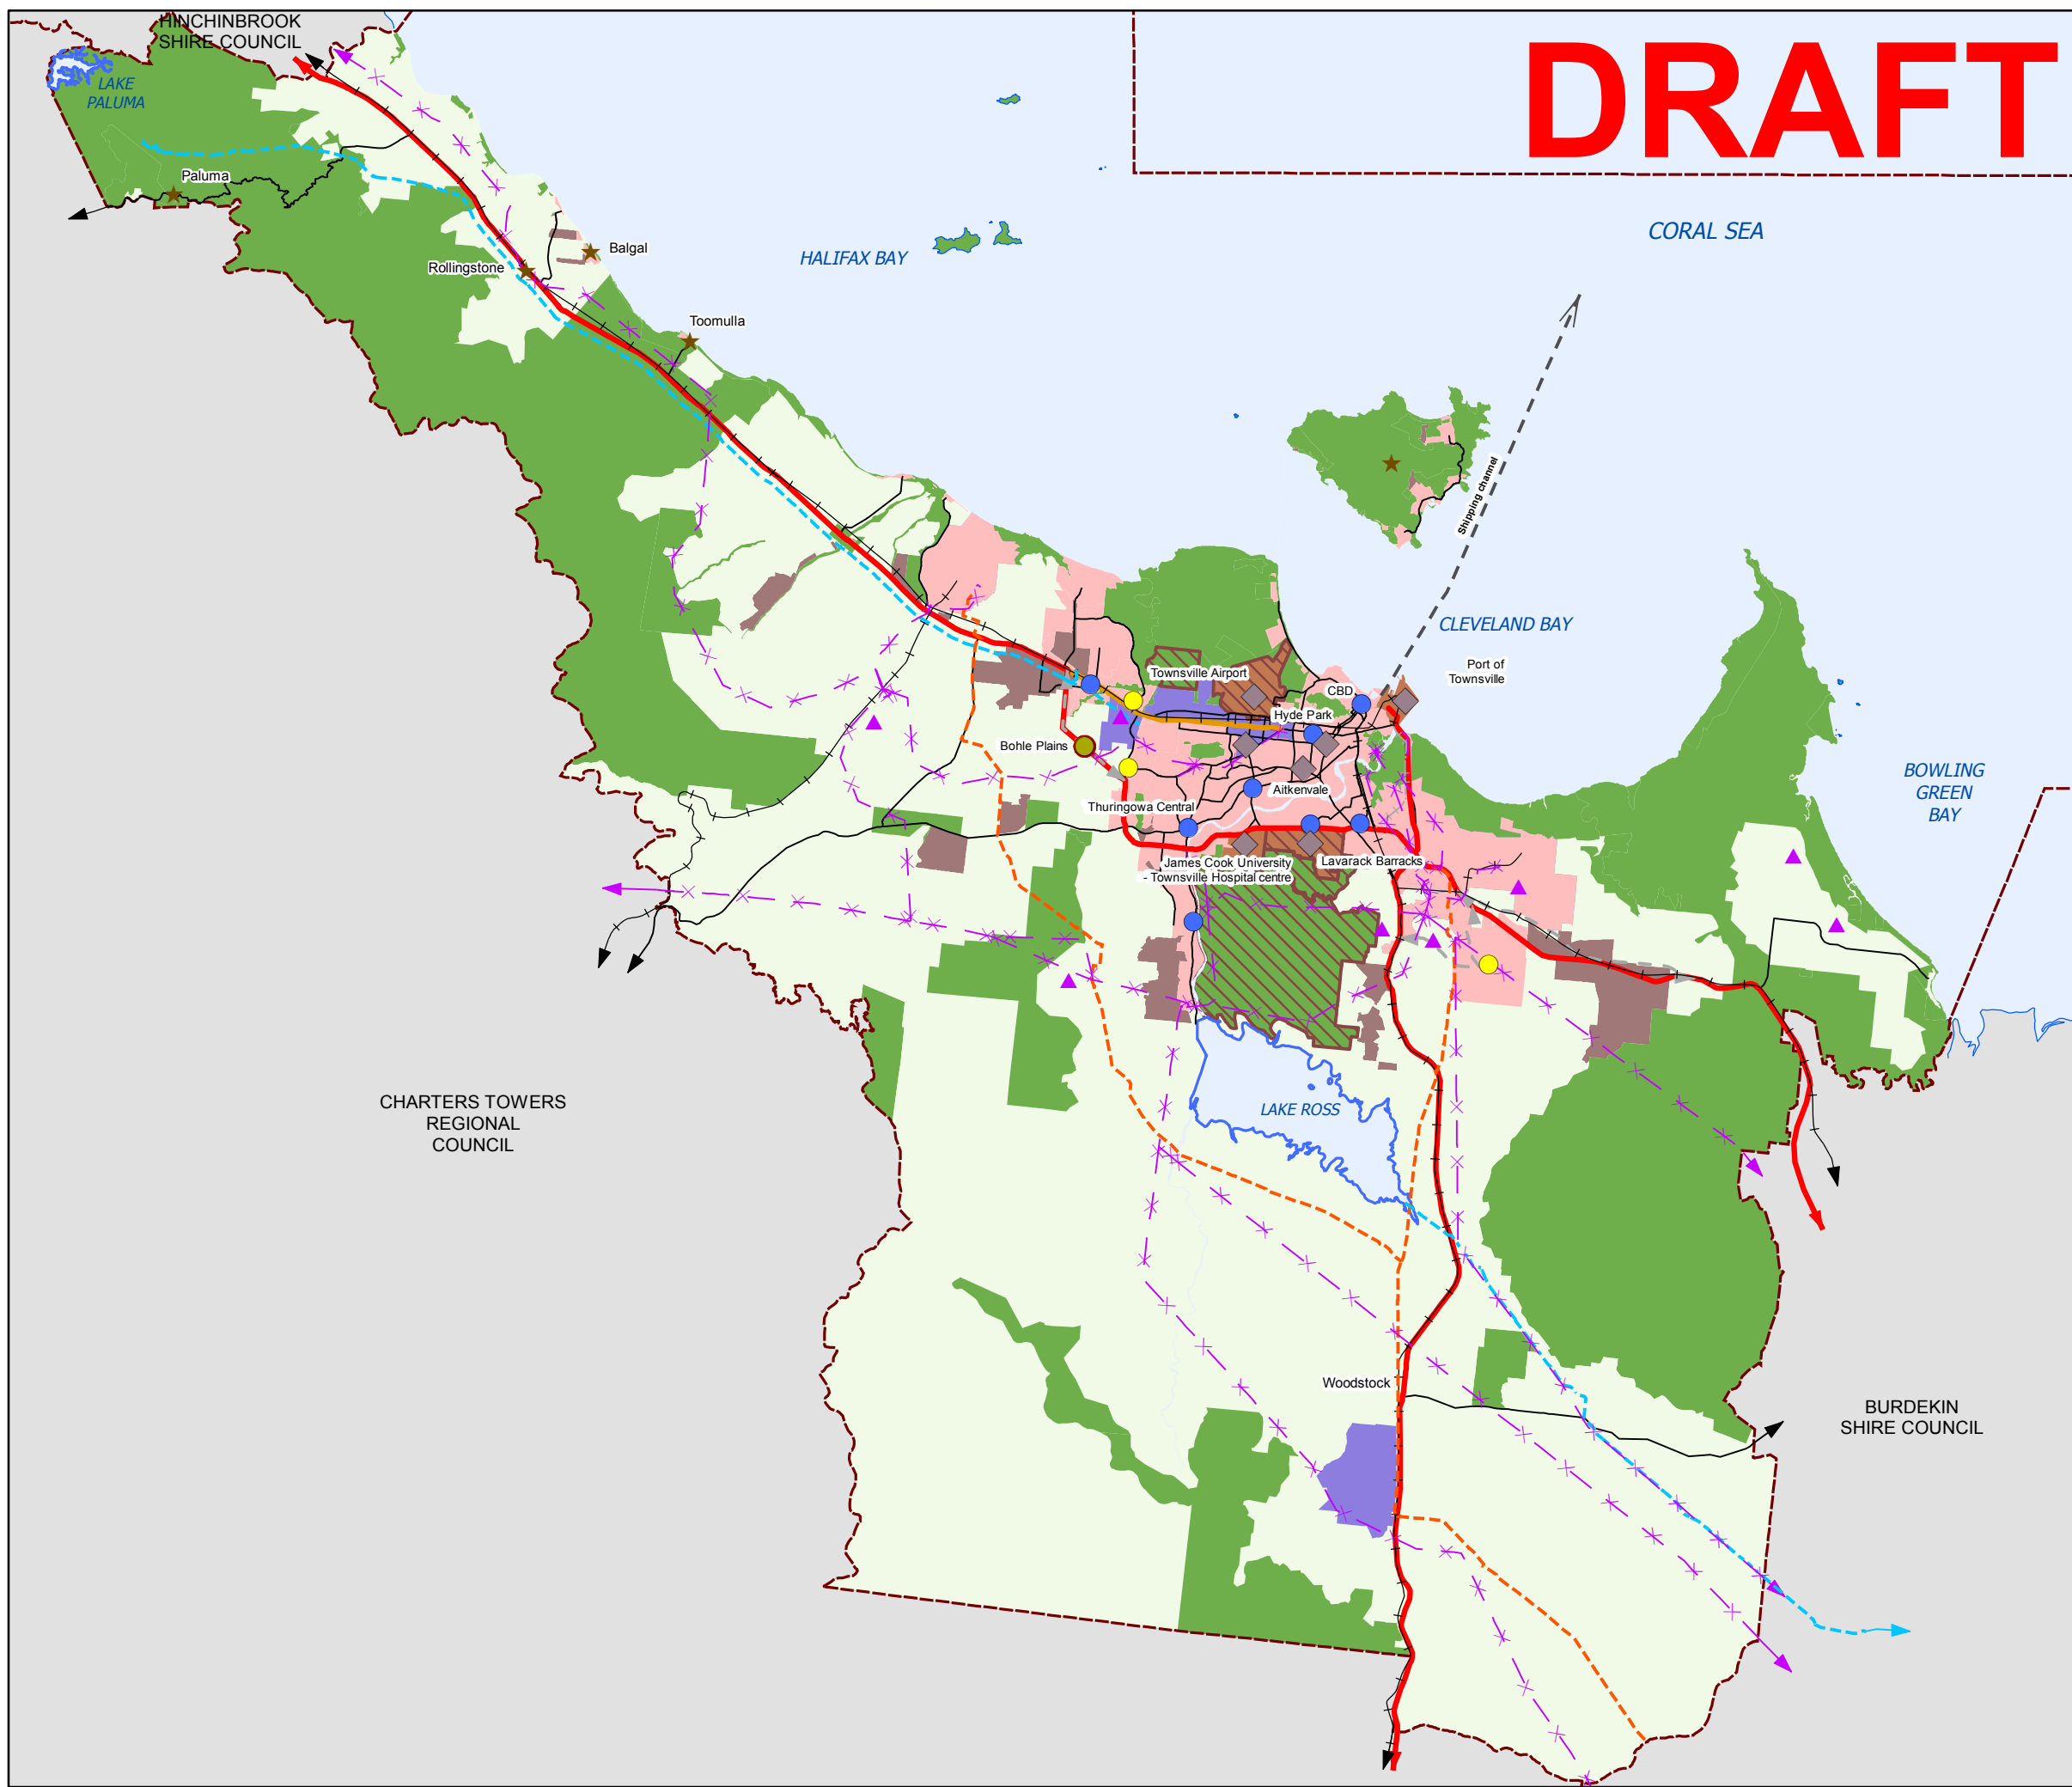 HINCHINBROOK
SHIRE COUNCIL
DRAFT
LAKE
PALUMA
Paluma
CORAL SEA
Balgal
HALIFAX BAY
Rollingstone
Toomulla
Shipping channel
CLEVELAND BAY
Port of
Townsville
Townsville Airport
CBD
Hyde Park
Bohle Plains
BOWLING
GREEN
BAY
Aitkenvale
Thuringowa Central
James Cook University
- Townsville Hospital centre
Lavarack Barracks
CHARTERS TOWERS
REGIONAL
COUNCIL
LAKE ROSS
Woodstock
BURDEKIN
SHIRE COUNCIL